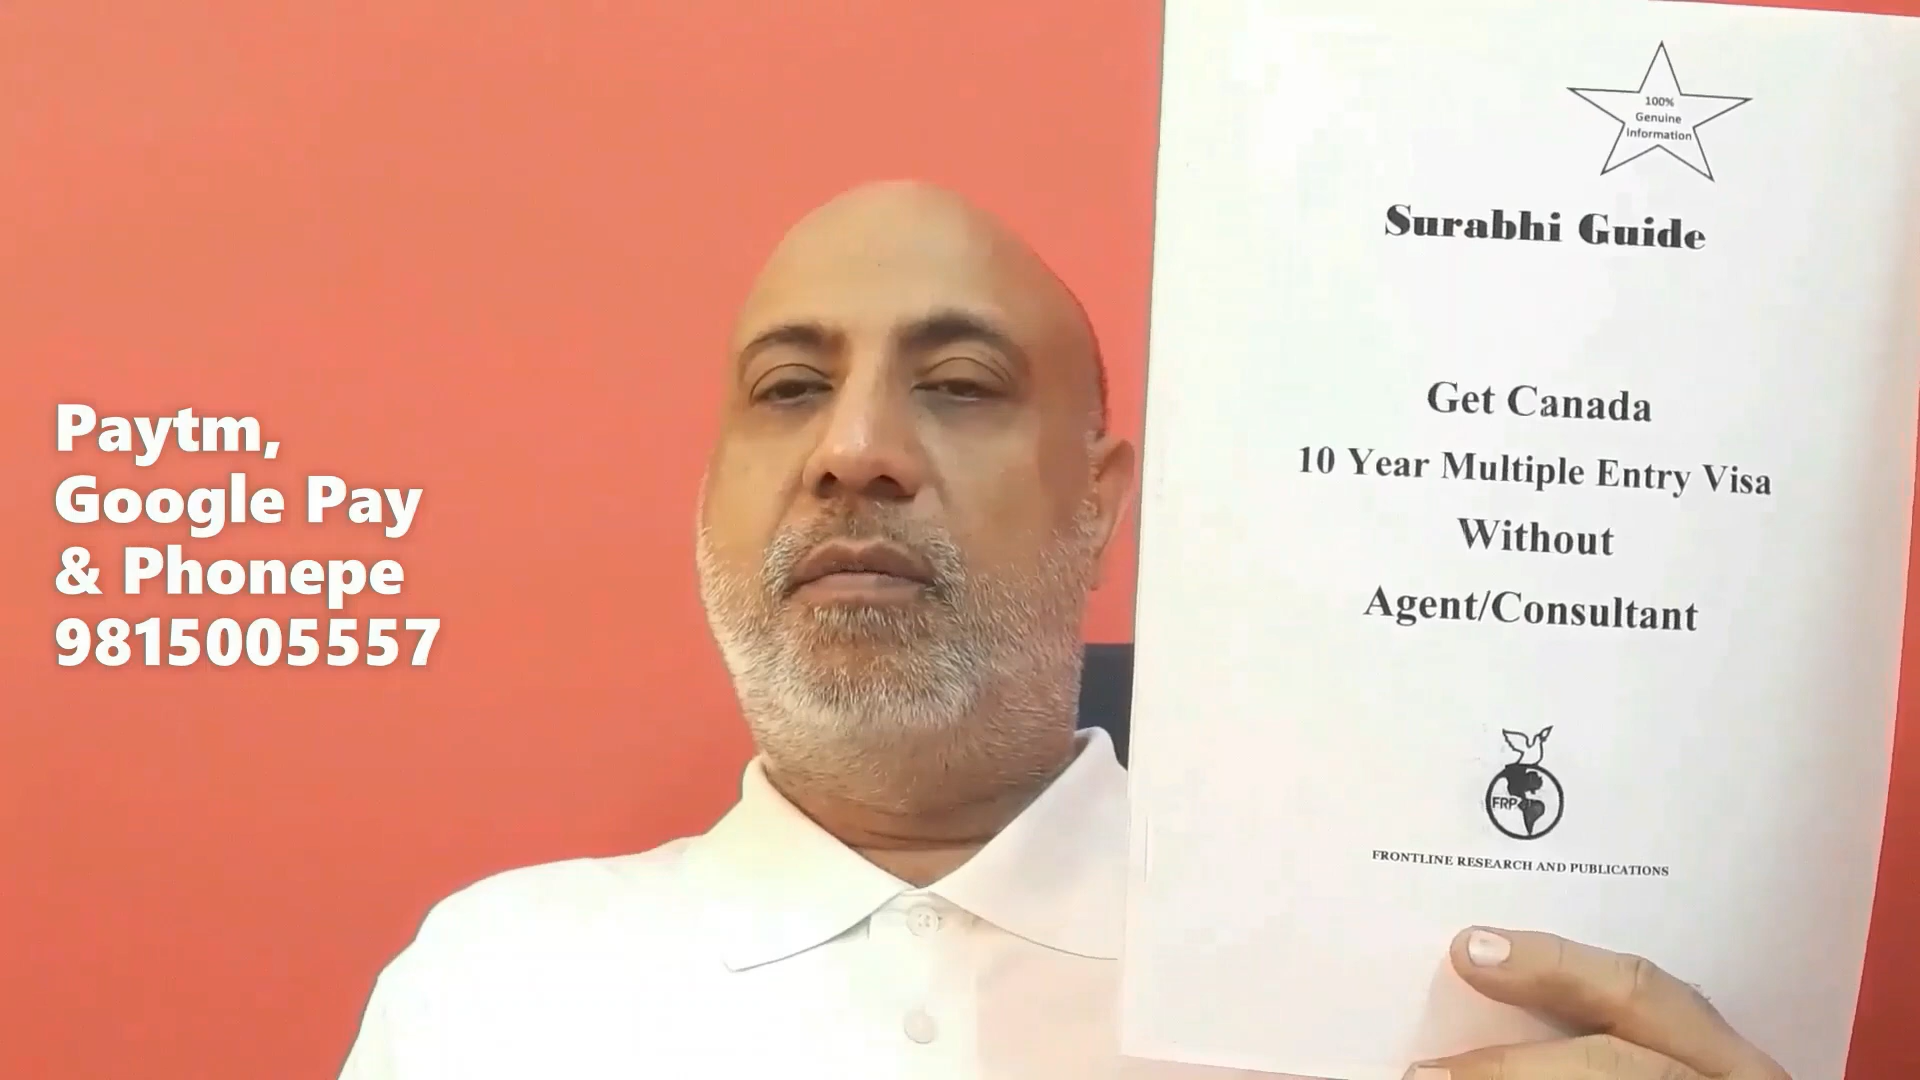 Paytm,
Google Pay
& Phonepe
9815005557
100%
Genuine
Information
Surabhi Guide
Get Canada
10 Year Multiple Entry Visa
Without
Agent/Consultant
FRP
FRONTLINE RESEARCH AND PUBLICATIONS